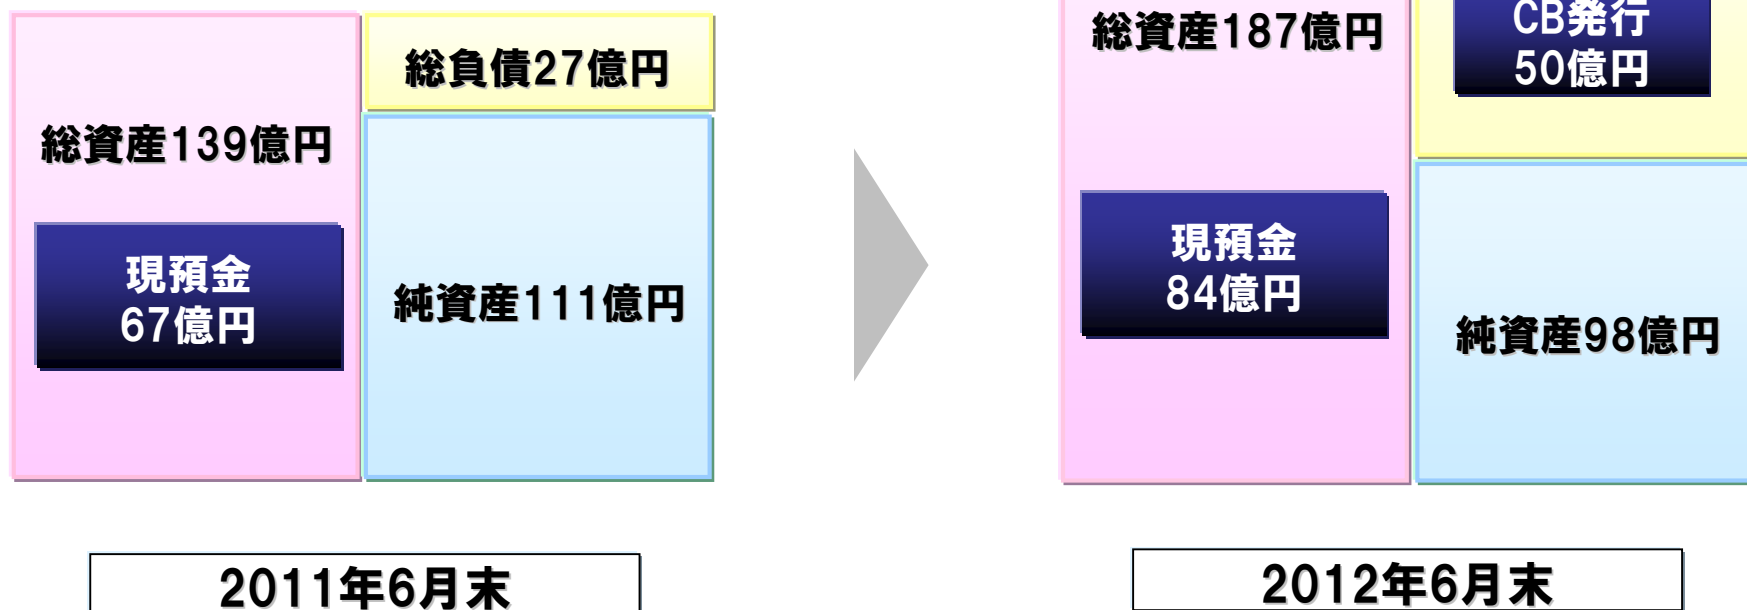 総資産139億円
現預金
67億円
総負債27億円
純資産111億円
2011年6月末
総資産187億円
現預金
84億円
CB発行
50億円
純資産98億円
2012年6月末